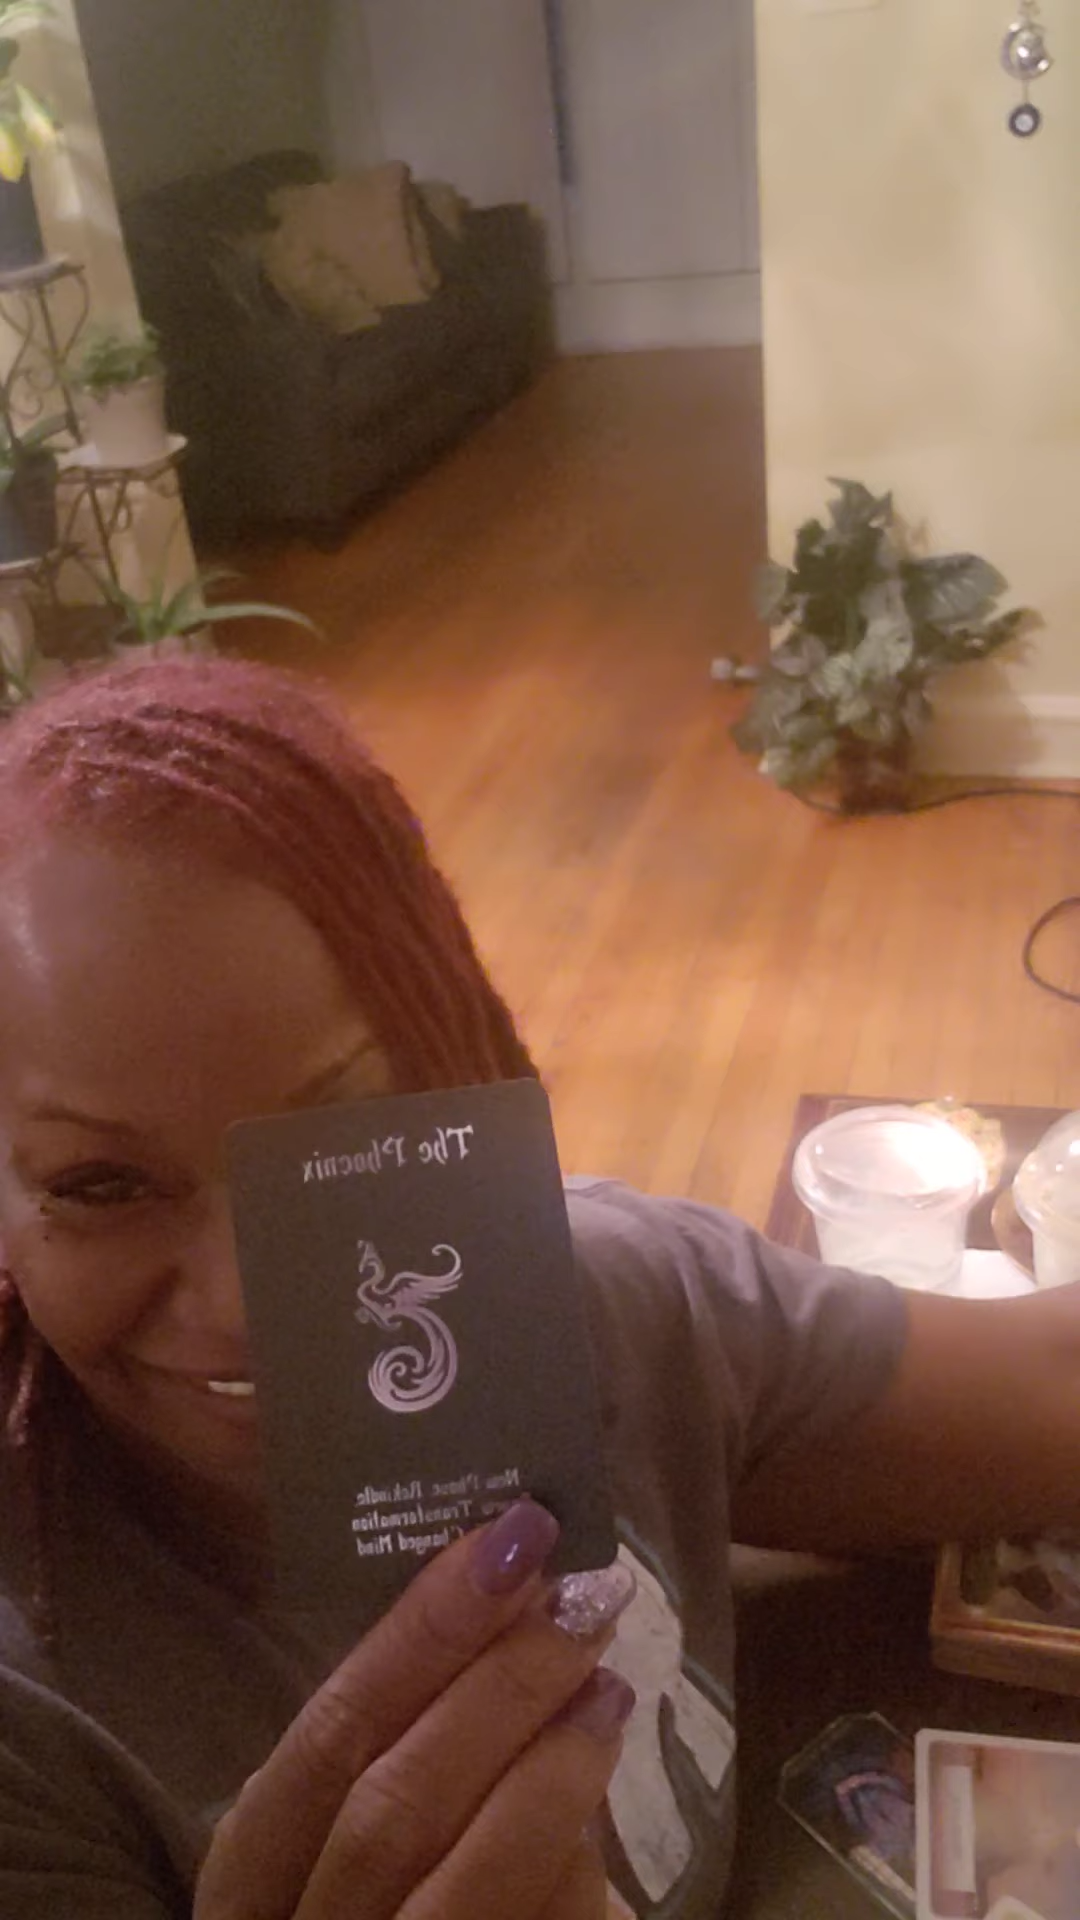 The Phoenix
New Phase, Rekindle,
Transformation
Changed Mind